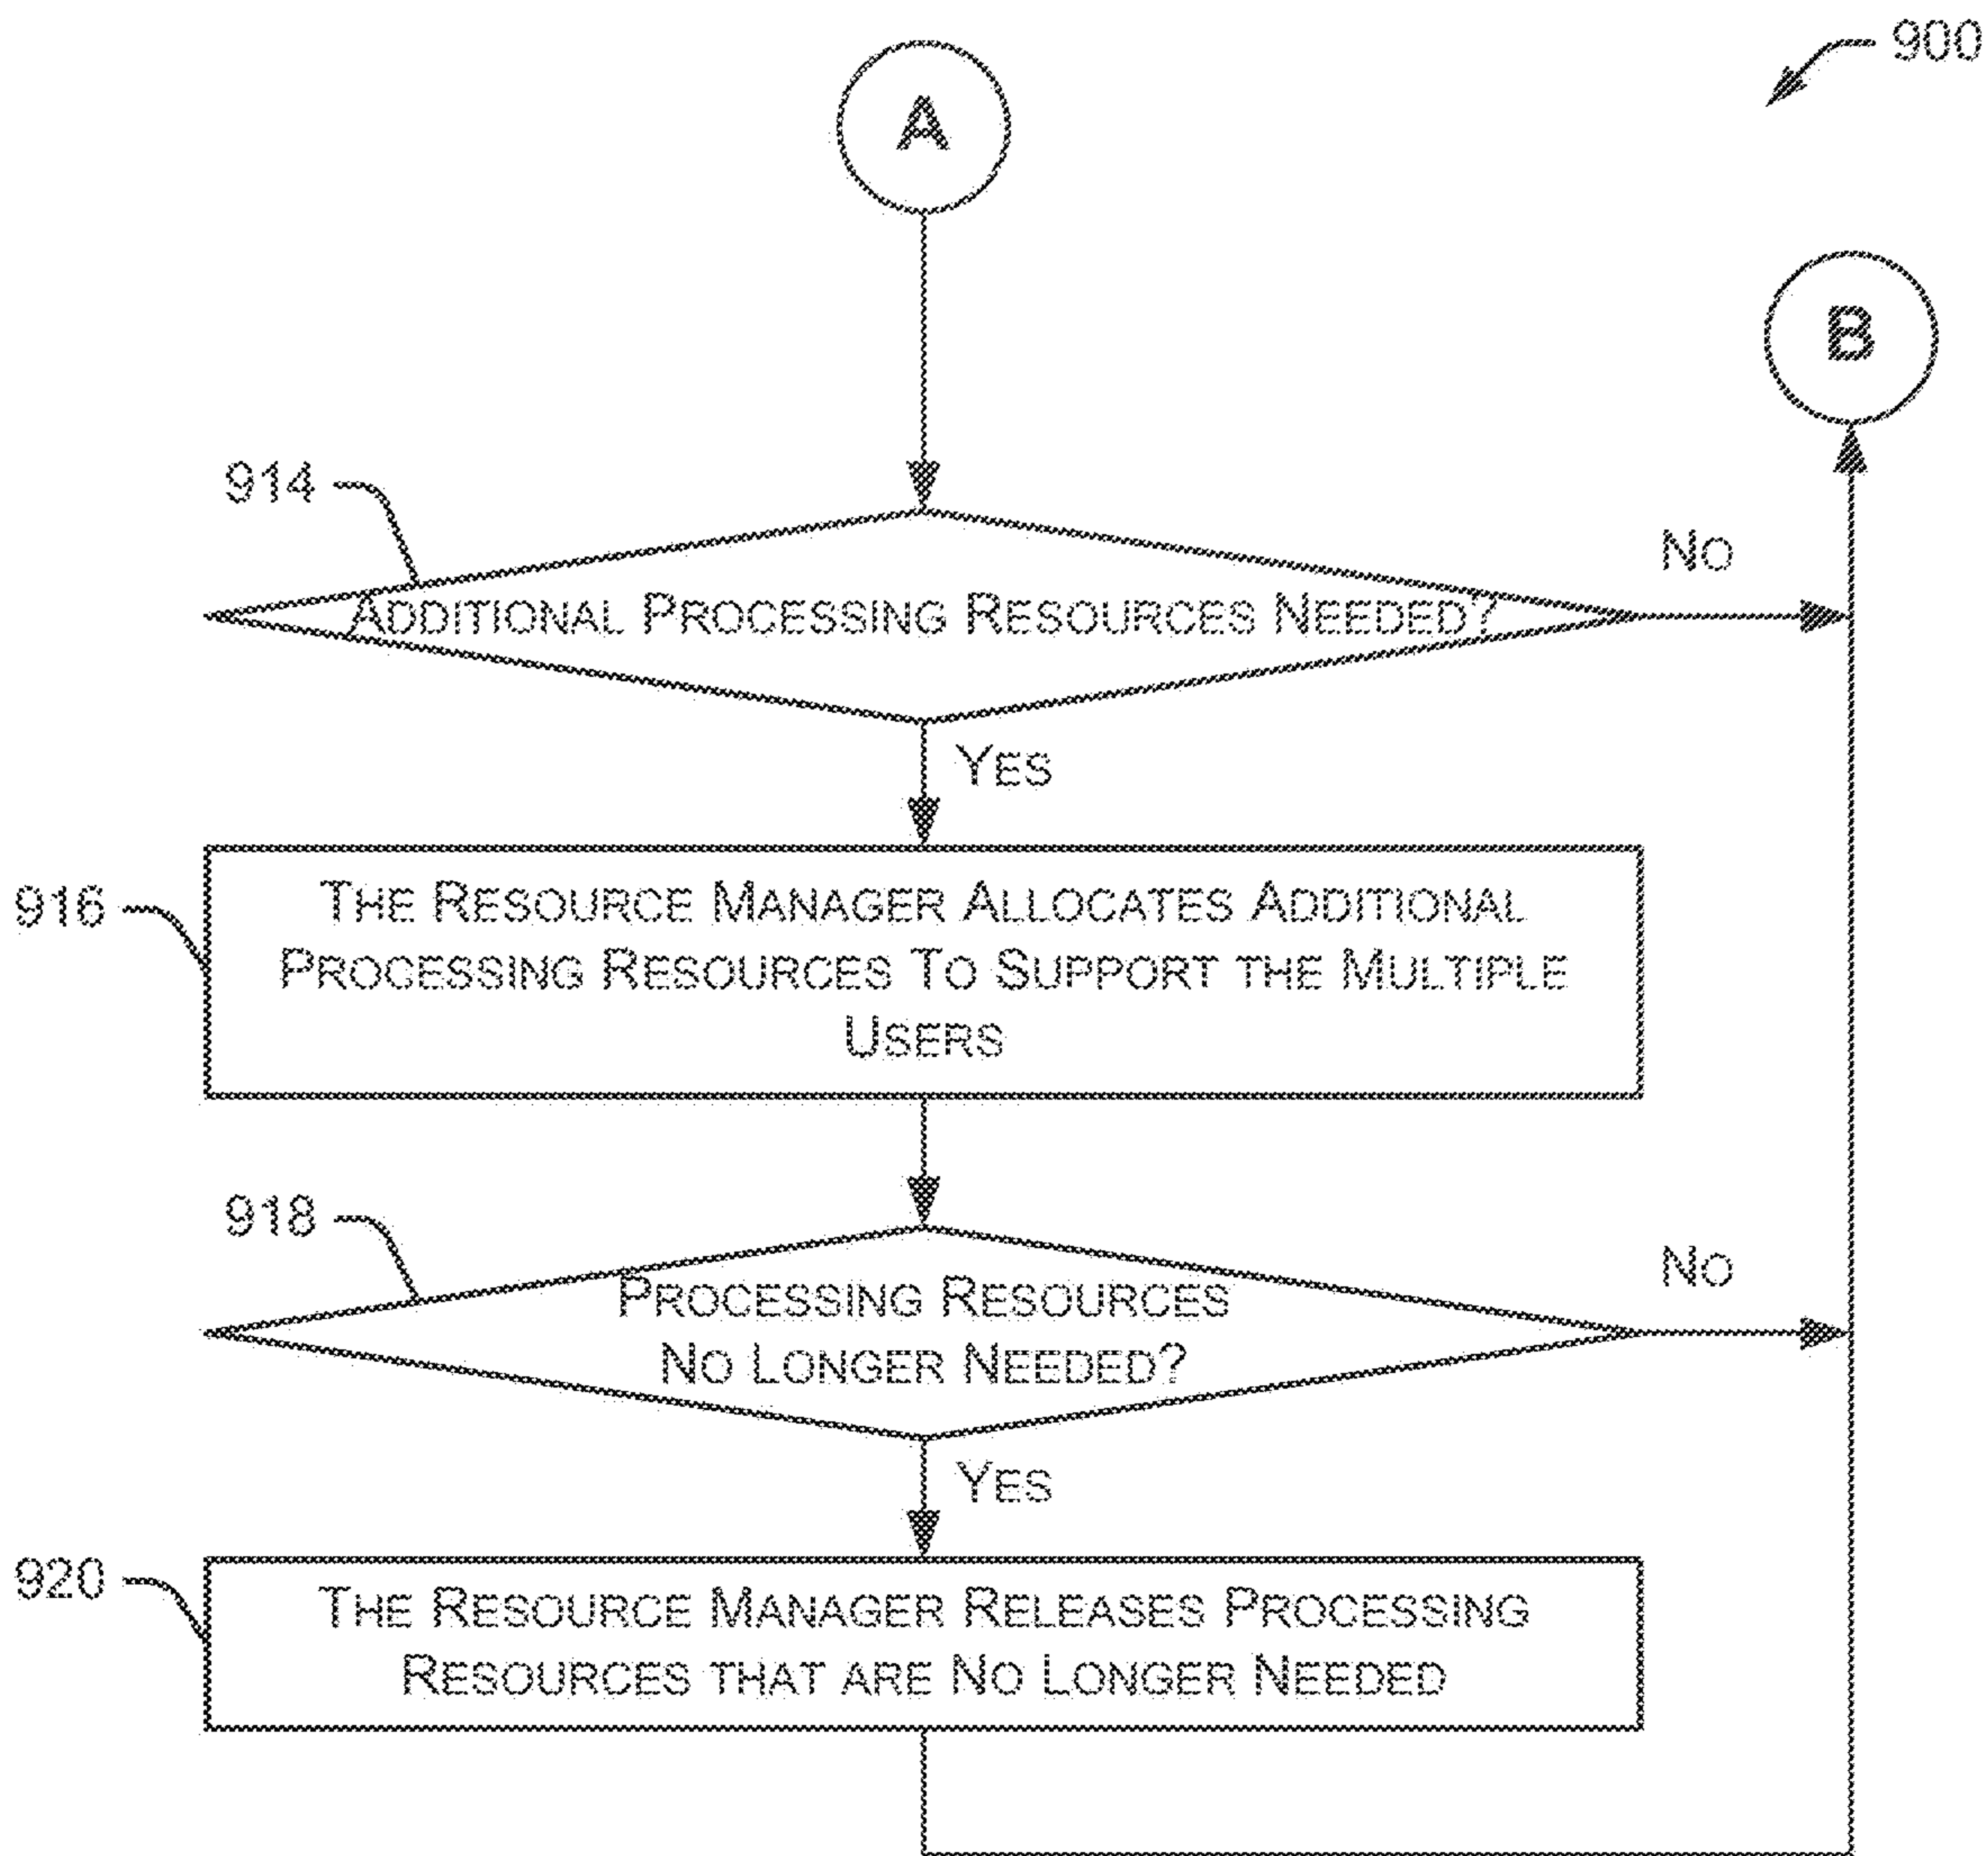 900
A
B
914
ADDITIONAL PROCESSING RESOURCES NEEDED?
NO
YES
916
THE RESOURCE MANAGER ALLOCATES ADDITIONAL
PROCESSING RESOURCES TO SUPPORT THE MULTIPLE
USERS
918
PROCESSING RESOURCES
NO LONGER NEEDED?
NO
YES
920
THE RESOURCE MANAGER RELEASES PROCESSING
RESOURCES THAT ARE NO LONGER NEEDED